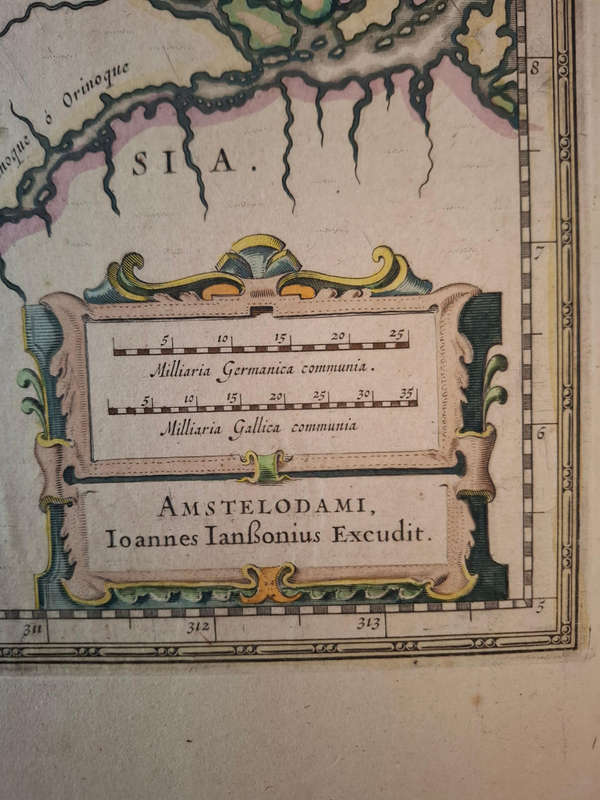 ó Orinoque
8
SIA.
7
5 10 15 20 25
Milliaria Germanica communia.
5 10 15 20 25 30 35
Milliaria Gallica communia
6
AMSTELODAMI,
Ioannes Ianßonius Excudit.
5
311 312 313